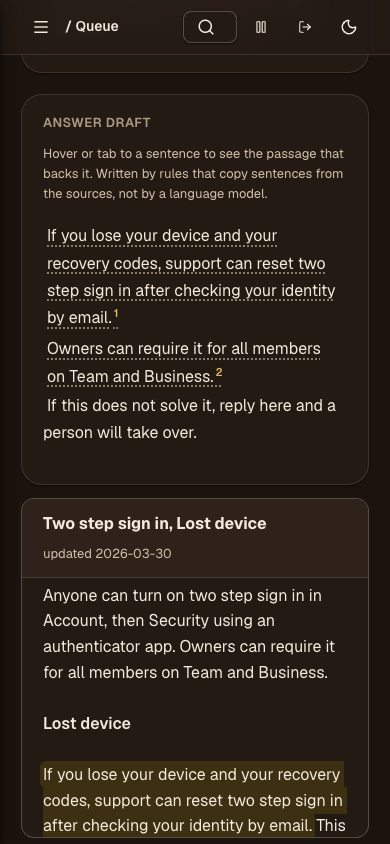 / Queue
ANSWER DRAFT
Hover or tab to a sentence to see the passage that
backs it. Written by rules that copy sentences from
the sources, not by a language model.
If you lose your device and your
recovery codes, support can reset two
step sign in after checking your identity
by email. 1
Owners can require it for all members
on Team and Business. 2
If this does not solve it, reply here and a
person will take over.
Two step sign in, Lost device
updated 2026-03-30
Anyone can turn on two step sign in in
Account, then Security using an
authenticator app. Owners can require it
for all members on Team and Business.
Lost device
If you lose your device and your recovery
codes, support can reset two step sign in
after checking your identity by email. This